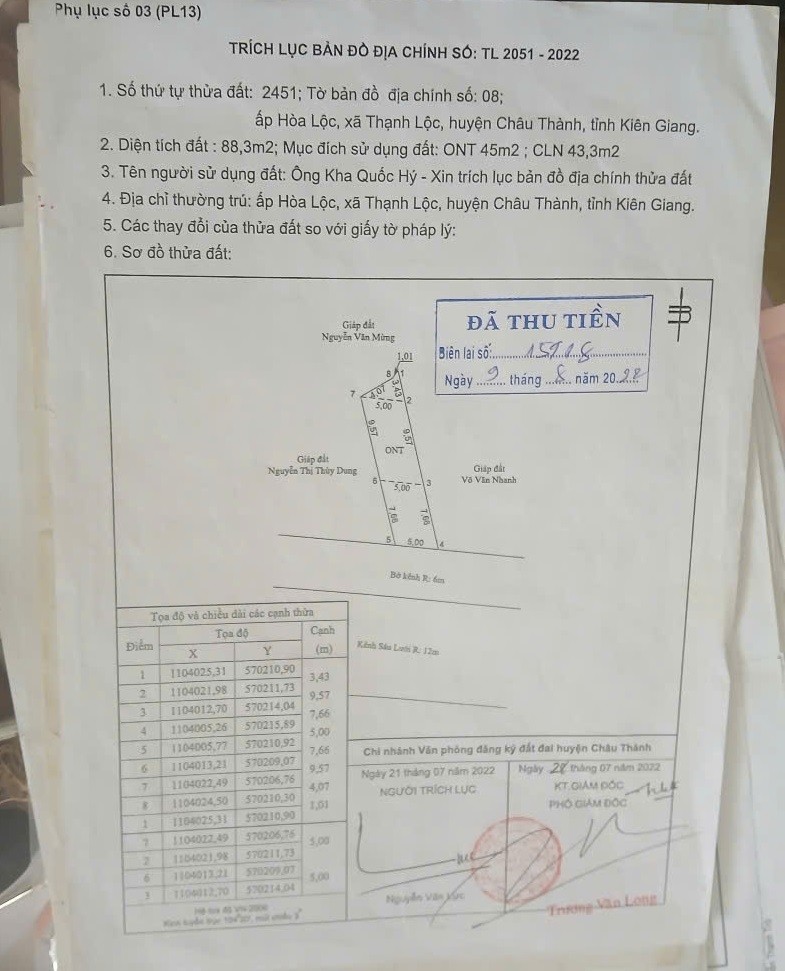 Phụ lục số 03 (PL13)
TRÍCH LỤC BẢN ĐỒ ĐỊA CHÍNH SỐ: TL 2051 - 2022
1. Số thứ tự thửa đất: 2451; Tờ bản đồ địa chính số: 08;
ấp Hòa Lộc, xã Thạnh Lộc, huyện Châu Thành, tỉnh Kiên Giang.
2. Diện tích đất : 88,3m2; Mục đích sử dụng đất: ONT 45m2 ; CLN 43,3m2
3. Tên người sử dụng đất: Ông Kha Quốc Hý - Xin trích lục bản đồ địa chính thửa đất
4. Địa chỉ thường trú: ấp Hòa Lộc, xã Thạnh Lộc, huyện Châu Thành, tỉnh Kiên Giang.
5. Các thay đổi của thửa đất so với giấy tờ pháp lý:
6. Sơ đồ thửa đất:
ĐÃ THU TIỀN
Biên lai số:
Ngày 9 tháng 8 năm 20
Giáp đất
Nguyễn Văn Mừng
1,01
8 1
3,43
7
4,07
2
5,00
9,57
9,57
ONT
Giáp đất
Nguyễn Thị Thùy Dung
Giáp đất
Võ Văn Nhanh
6
5,00
3
7,66
7,66
5
5,00
4
Bờ kênh R: 6m
Kênh Sáu Lưới R: 12m
Tọa độ và chiều dài các cạnh thửa
Điểm Tọa độ Cạnh
X Y (m)
1 1104025,31 570210,90
3,43
2 1104021,98 570211,73
9,57
3 1104012,70 570214,04
7,66
4 1104005,26 570215,89
5,00
5 1104005,77 570210,92
7,66
6 1104013,21 570209,07
9,57
7 1104022,49 570206,76
4,07
8 1104024,50 570210,30
1,01
1 1104025,31 570210,90
7 1104022,49 570206,76
5,00
2 1104021,98 570211,73
6 1104013,21 570209,07
5,00
3 1104012,70 570214,04
Chi nhánh Văn phòng đăng ký đất đai huyện Châu Thành
Ngày 21 tháng 07 năm 2022
NGƯỜI TRÍCH LỤC
Nguyễn Văn
Ngày 28 tháng 07 năm 2022
KT.GIÁM ĐỐC
PHÓ GIÁM ĐỐC
Trương Văn Long